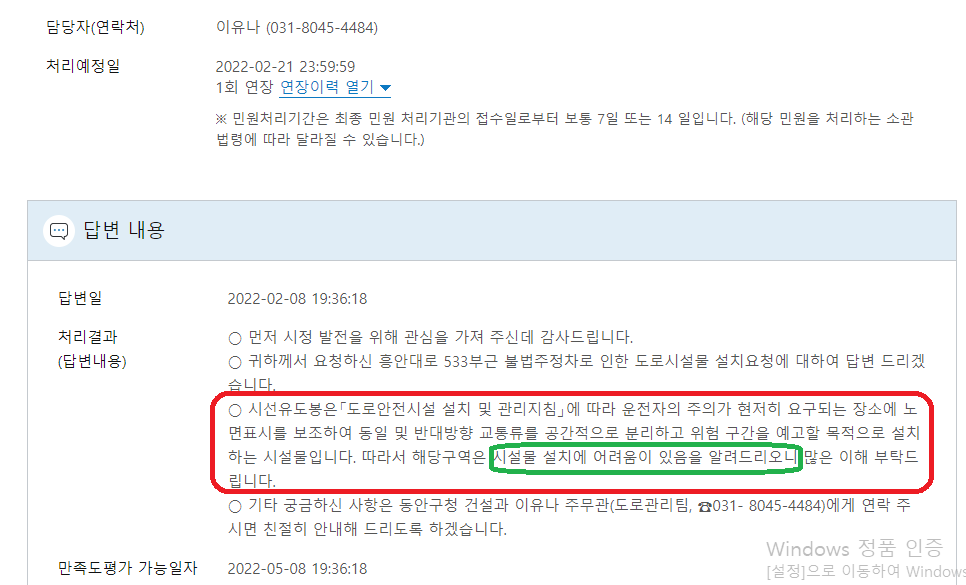 담당자(연락처) 이유나 (031-8045-4484)
처리예정일 2022-02-21 23:59:59
1회 연장 연장이력 열기
※ 민원처리기간은 최종 민원 처리기관의 접수일로부터 보통 7일 또는 14 일입니다. (해당 민원을 처리하는 소관
법령에 따라 달라질 수 있습니다.)
답변 내용
답변일 2022-02-08 19:36:18
처리결과 ○ 먼저 시정 발전을 위해 관심을 가져 주신데 감사드립니다.
(답변내용) ○ 귀하께서 요청하신 흥안대로 533부근 불법주정차로 인한 도로시설물 설치요청에 대하여 답변 드리겠
습니다.
○ 시선유도봉은「도로안전시설 설치 및 관리지침」에 따라 운전자의 주의가 현저히 요구되는 장소에 노
면표시를 보조하여 동일 및 반대방향 교통류를 공간적으로 분리하고 위험 구간을 예고할 목적으로 설치
하는 시설물입니다. 따라서 해당구역은 시설물 설치에 어려움이 있음을 알려드리오니 많은 이해 부탁드
립니다.
○ 기타 궁금하신 사항은 동안구청 건설과 이유나 주무관(도로관리팀, ☎031- 8045-4484)에게 연락 주
시면 친절히 안내해 드리도록 하겠습니다.
만족도평가 가능일자 2022-05-08 19:36:18
Windows 정품 인증
[설정]으로 이동하여 Windows